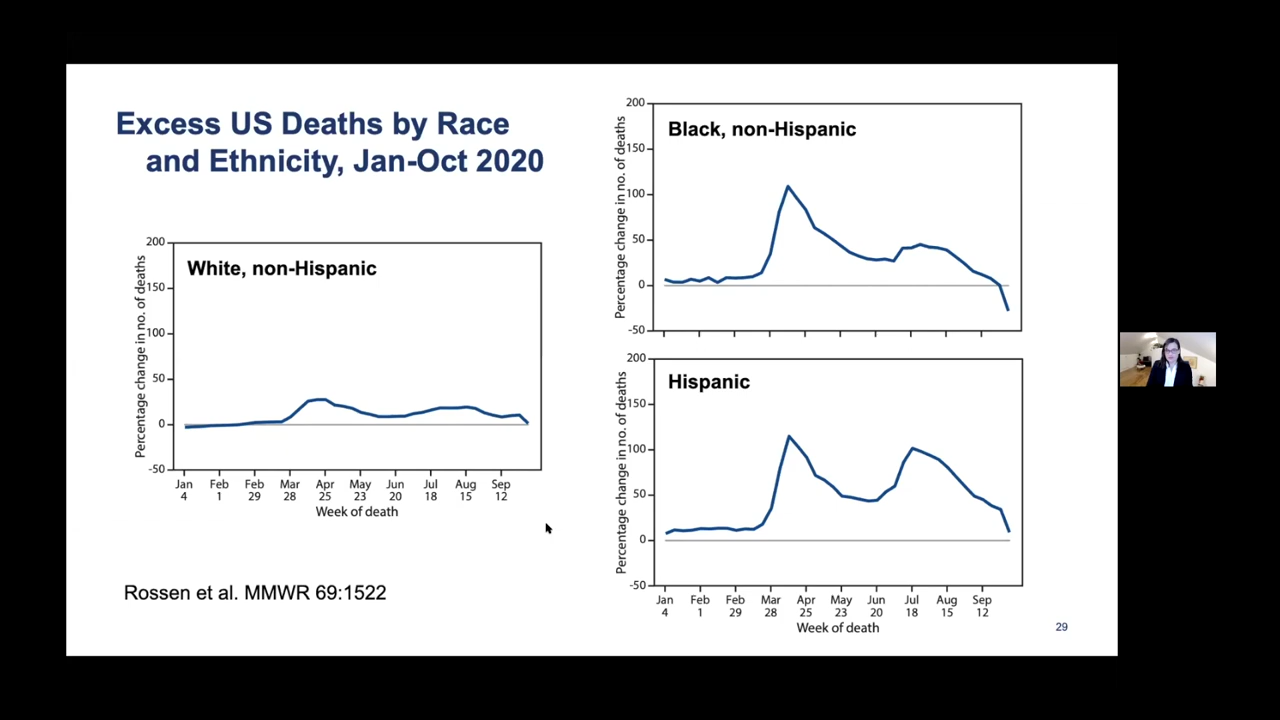 Excess US Deaths by Race
and Ethnicity, Jan-Oct 2020
White, non-Hispanic
Percentage change in no. of deaths
200
150
100
50
0
-50
Jan Feb Feb Mar Apr May Jun Jul Aug Sep
4 1 29 28 25 23 20 18 15 12
Week of death
Rossen et al. MMWR 69:1522
Black, non-Hispanic
Percentage change in no. of deaths
200
150
100
50
0
-50
Hispanic
Percentage change in no. of deaths
200
150
100
50
0
-50
Jan Feb Feb Mar Apr May Jun Jul Aug Sep
4 1 29 28 25 23 20 18 15 12
Week of death
29